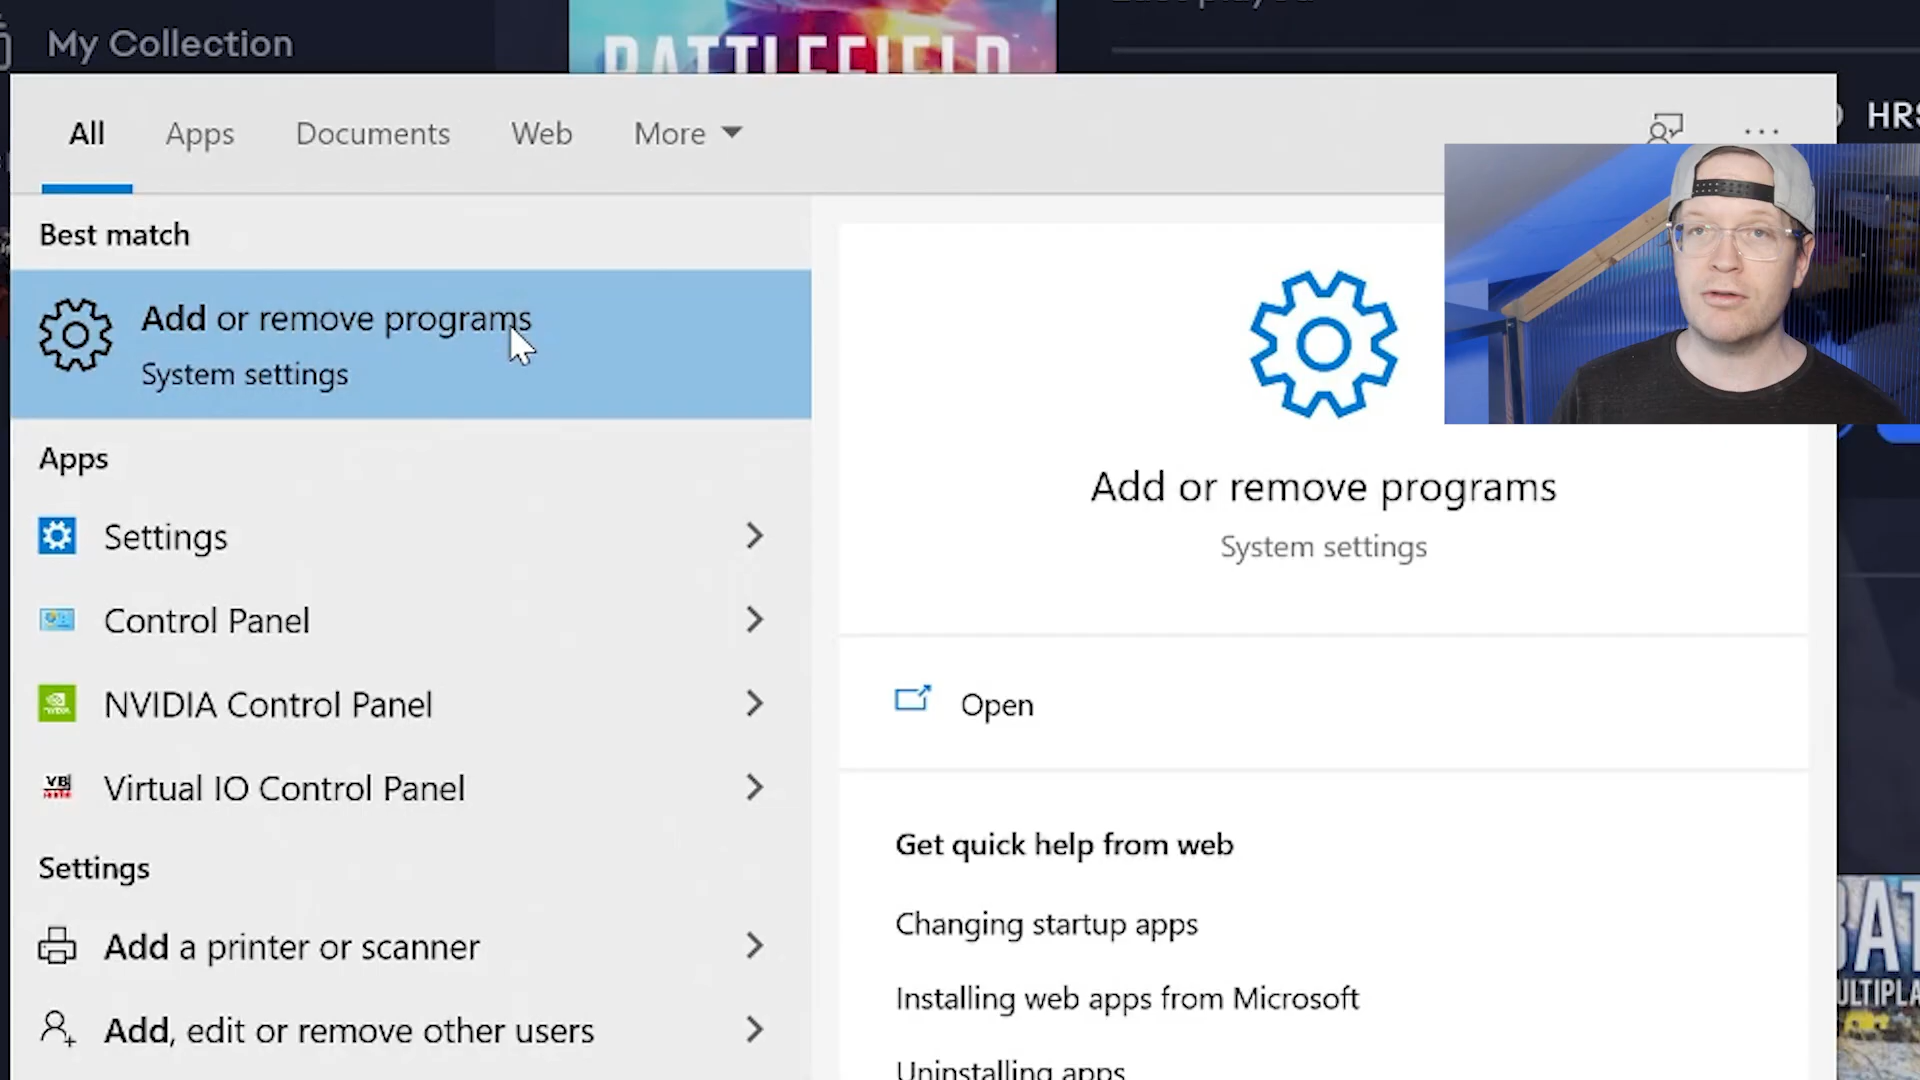 My Collection
BATTLEFIELD
HRS
All
Apps
Documents
Web
More
Best match
Add or remove programs
System settings
Apps
Settings
Control Panel
NVIDIA Control Panel
Virtual IO Control Panel
Settings
Add a printer or scanner
Add, edit or remove other users
Add or remove programs
System settings
Open
Get quick help from web
Changing startup apps
Installing web apps from Microsoft
Uninstalling apps